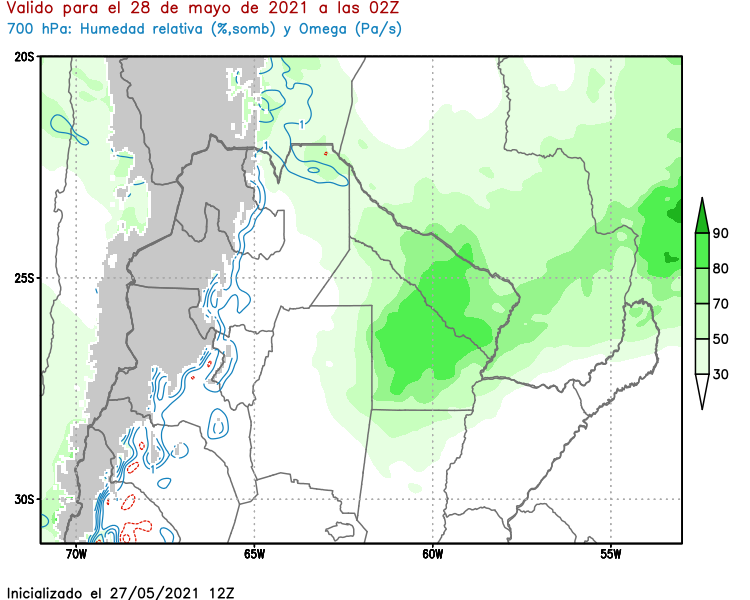 Valido para el 28 de mayo de 2021 a las 02Z
700 hPa: Humedad relativa (%,somb) y Omega (Pa/s)
20S
1
1
90
25S
80
70
50
30
30S
70W 65W 60W 55W
Inicializado el 27/05/2021 12Z